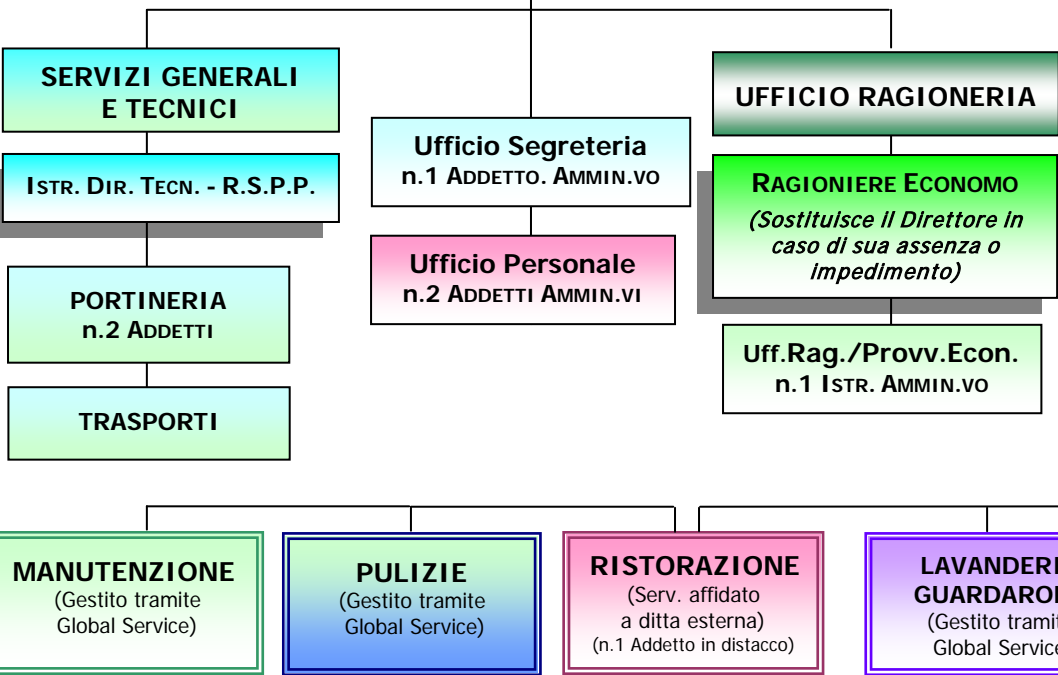 SERVIZI GENERALI
E TECNICI
ISTR. DIR. TECN. - R.S.P.P.
PORTINERIA
n.2 ADDETTI
TRASPORTI
Ufficio Segreteria
n.1 ADDETTO. AMMIN.VO
Ufficio Personale
n.2 ADDETTI AMMIN.VI
UFFICIO RAGIONERIA
RAGIONIERE ECONOMO
(Sostituisce il Direttore in
caso di sua assenza o
impedimento)
Uff.Rag./Provv.Econ.
n.1 ISTR. AMMIN.VO
MANUTENZIONE
(Gestito tramite
Global Service)
PULIZIE
(Gestito tramite
Global Service)
RISTORAZIONE
(Serv. affidato
a ditta esterna)
(n.1 Addetto in distacco)
(Gestito
Global Service